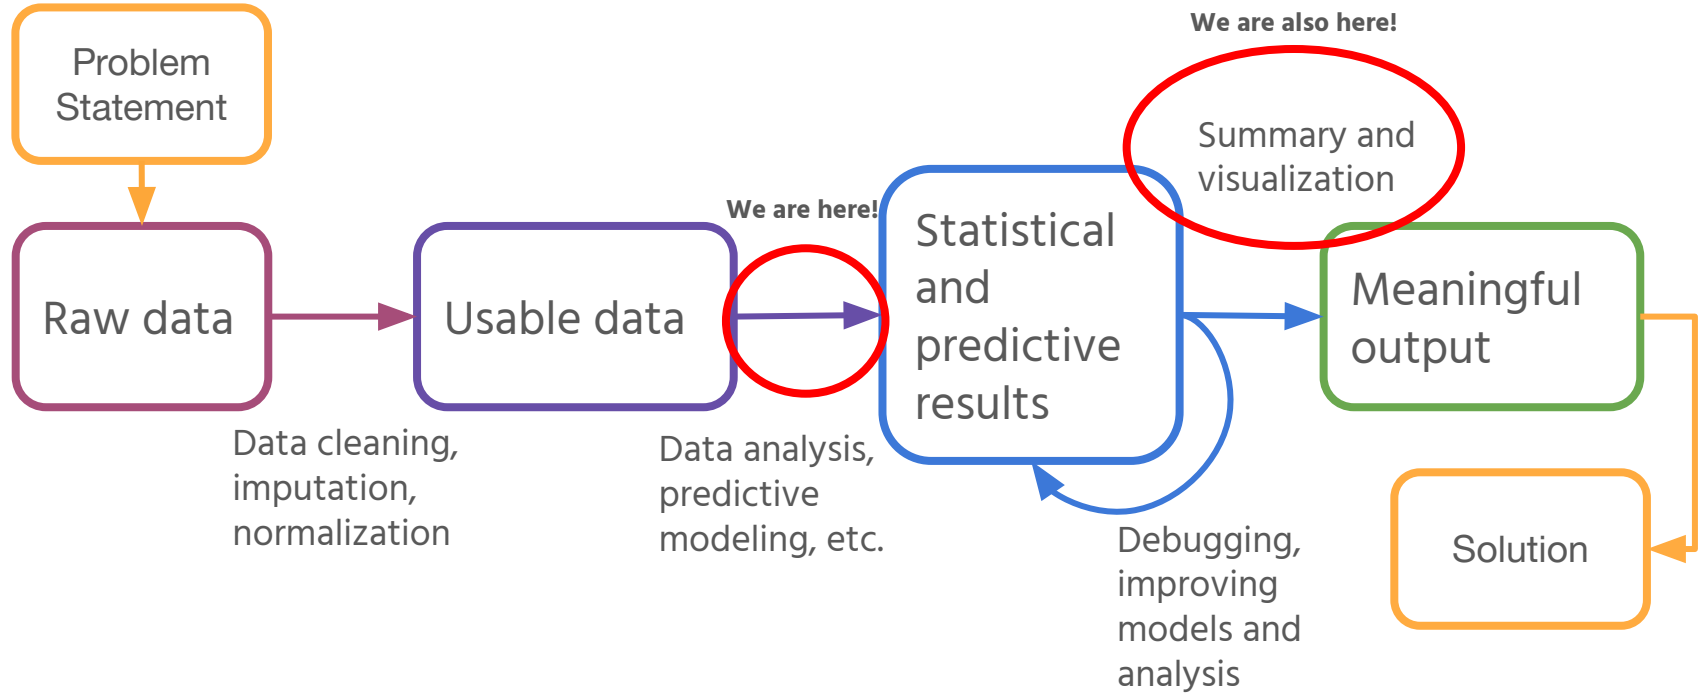 We are also here!
Problem
Statement
Summary and
visualization
We are here!
Raw data
Usable data
Statistical
and
predictive
results
Meaningful
output
Data cleaning,
imputation,
normalization
Data analysis,
predictive
modeling, etc.
Debugging,
improving
models and
analysis
Solution